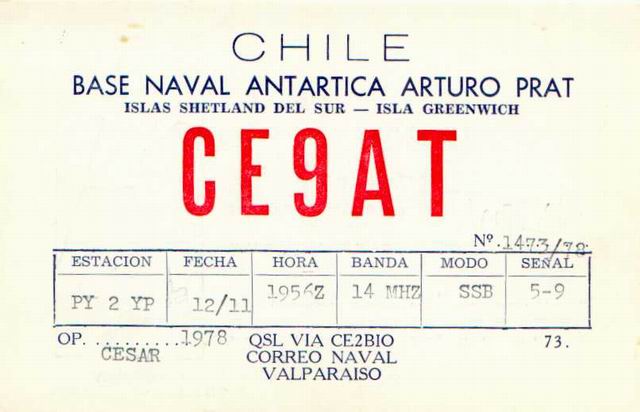 CHILE
BASE NAVAL ANTARTICA ARTURO PRAT
ISLAS SHETLAND DEL SUR — ISLA GREENWICH
CE9AT
Nº. 1473/78.
ESTACION FECHA HORA BANDA MODO SEÑAL
PY 2 YP 12/11 1956Z 14 MHZ SSB 5-9
OP. . . . . . . . . . . 1978 QSL VIA CE2BIO 73.
CESAR CORREO NAVAL
VALPARAISO